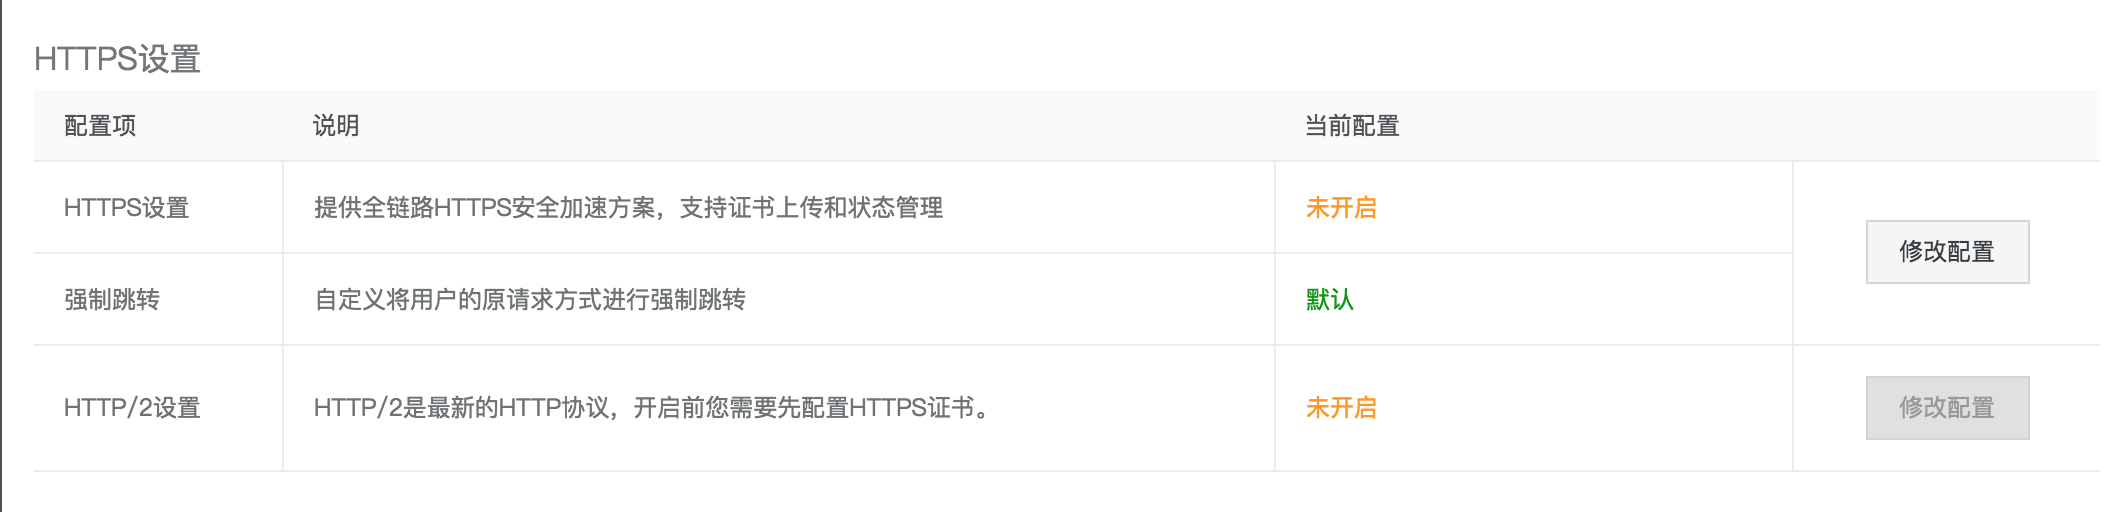 HTTPS设置
配置项 说明 当前配置
HTTPS设置 提供全链路HTTPS安全加速方案，支持证书上传和状态管理 未开启
修改配置
强制跳转 自定义将用户的原请求方式进行强制跳转 默认
HTTP/2设置 HTTP/2是最新的HTTP协议，开启前您需要先配置HTTPS证书。 未开启 修改配置